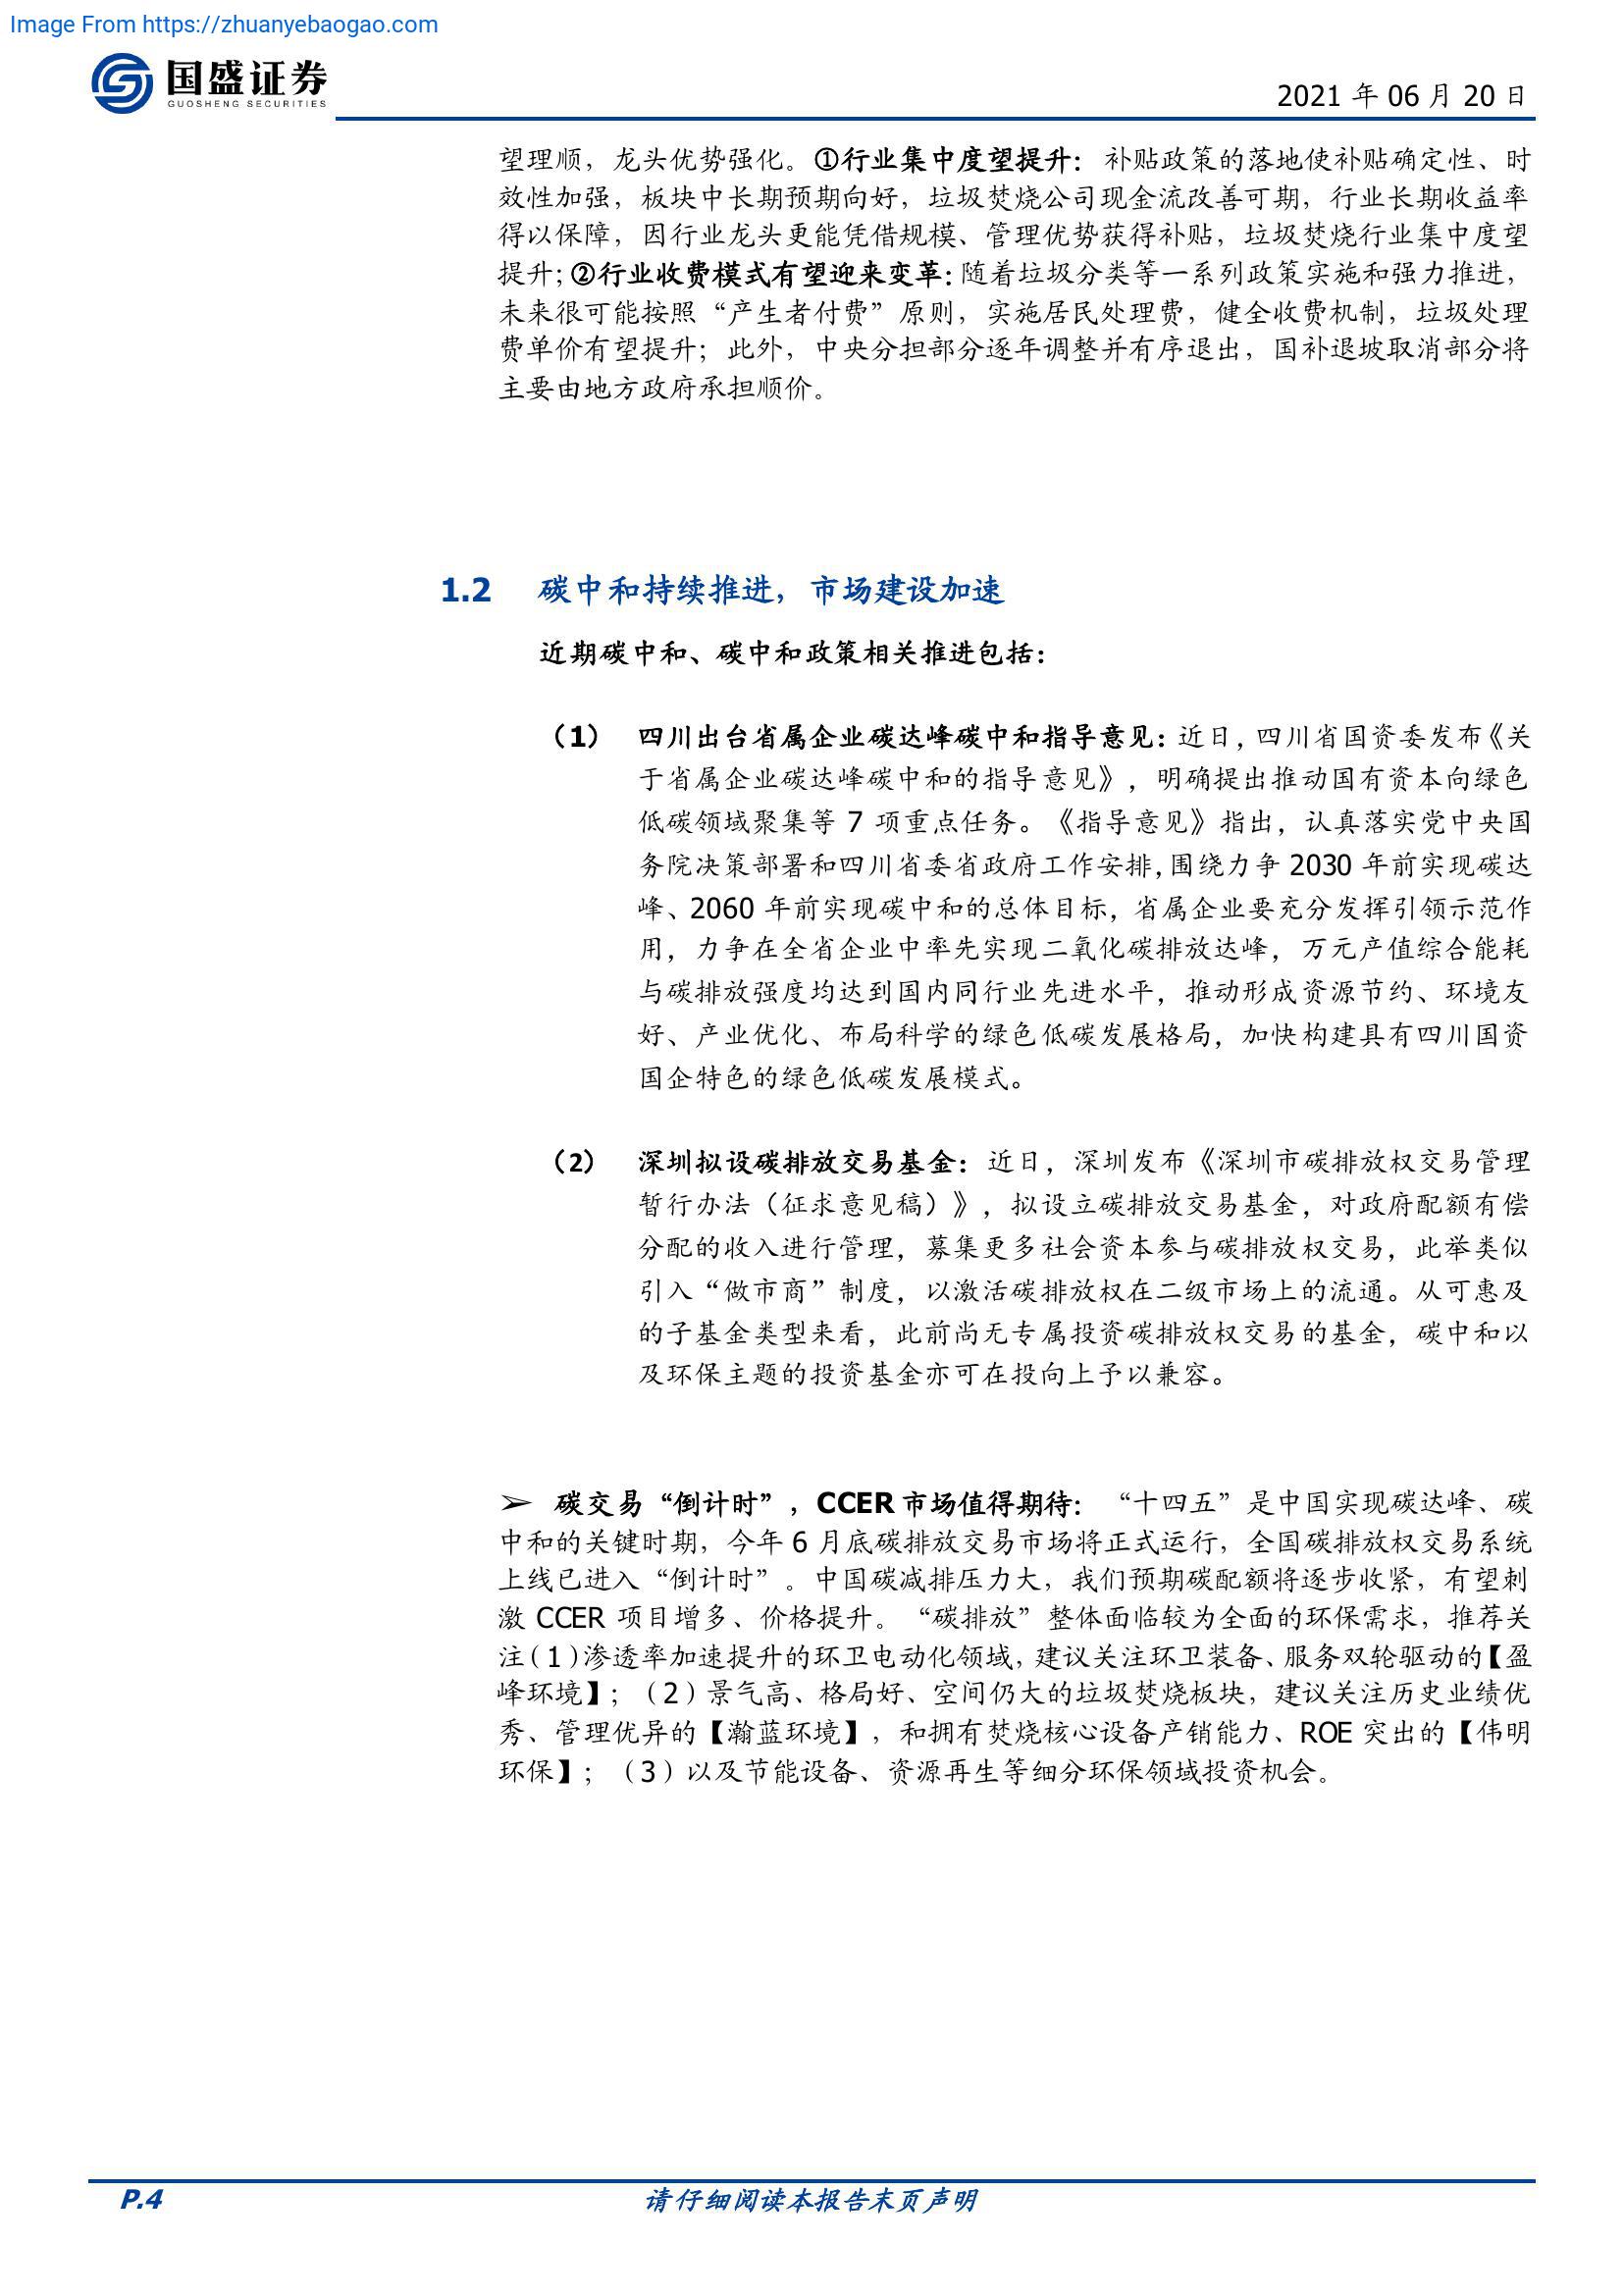 Image From https://zhuanyebaogao.com
国盛证券
GUOSHENG SECURITIES
2021 年 06 月 20 日
望理顺，龙头优势强化。①行业集中度望提升：补贴政策的落地使补贴确定性、时
效性加强，板块中长期预期向好，垃圾焚烧公司现金流改善可期，行业长期收益率
得以保障，因行业龙头更能凭借规模、管理优势获得补贴，垃圾焚烧行业集中度望
提升；②行业收费模式有望迎来变革：随着垃圾分类等一系列政策实施和强力推进，
未来很可能按照“产生者付费”原则，实施居民处理费，健全收费机制，垃圾处理
费单价有望提升；此外，中央分担部分逐年调整并有序退出，国补退坡取消部分将
主要由地方政府承担顺价。
1.2 碳中和持续推进，市场建设加速
近期碳中和、碳中和政策相关推进包括：
（1） 四川出台省属企业碳达峰碳中和指导意见：近日，四川省国资委发布《关
于省属企业碳达峰碳中和的指导意见》，明确提出推动国有资本向绿色
低碳领域聚集等 7 项重点任务。《指导意见》指出，认真落实党中央国
务院决策部署和四川省委省政府工作安排，围绕力争 2030 年前实现碳达
峰、2060 年前实现碳中和的总体目标，省属企业要充分发挥引领示范作
用，力争在全省企业中率先实现二氧化碳排放达峰，万元产值综合能耗
与碳排放强度均达到国内同行业先进水平，推动形成资源节约、环境友
好、产业优化、布局科学的绿色低碳发展格局，加快构建具有四川国资
国企特色的绿色低碳发展模式。
（2） 深圳拟设碳排放交易基金：近日，深圳发布《深圳市碳排放权交易管理
暂行办法（征求意见稿）》，拟设立碳排放交易基金，对政府配额有偿
分配的收入进行管理，募集更多社会资本参与碳排放权交易，此举类似
引入“做市商”制度，以激活碳排放权在二级市场上的流通。从可惠及
的子基金类型来看，此前尚无专属投资碳排放权交易的基金，碳中和以
及环保主题的投资基金亦可在投向上予以兼容。
➢ 碳交易“倒计时”，CCER 市场值得期待：“十四五”是中国实现碳达峰、碳
中和的关键时期，今年 6 月底碳排放交易市场将正式运行，全国碳排放权交易系统
上线已进入“倒计时”。中国碳减排压力大，我们预期碳配额将逐步收紧，有望刺
激 CCER 项目增多、价格提升。“碳排放”整体面临较为全面的环保需求，推荐关
注（1）渗透率加速提升的环卫电动化领域，建议关注环卫装备、服务双轮驱动的【盈
峰环境】；（2）景气高、格局好、空间仍大的垃圾焚烧板块，建议关注历史业绩优
秀、管理优异的【瀚蓝环境】，和拥有焚烧核心设备产销能力、ROE 突出的【伟明
环保】；（3）以及节能设备、资源再生等细分环保领域投资机会。
P.4 请仔细阅读本报告末页声明